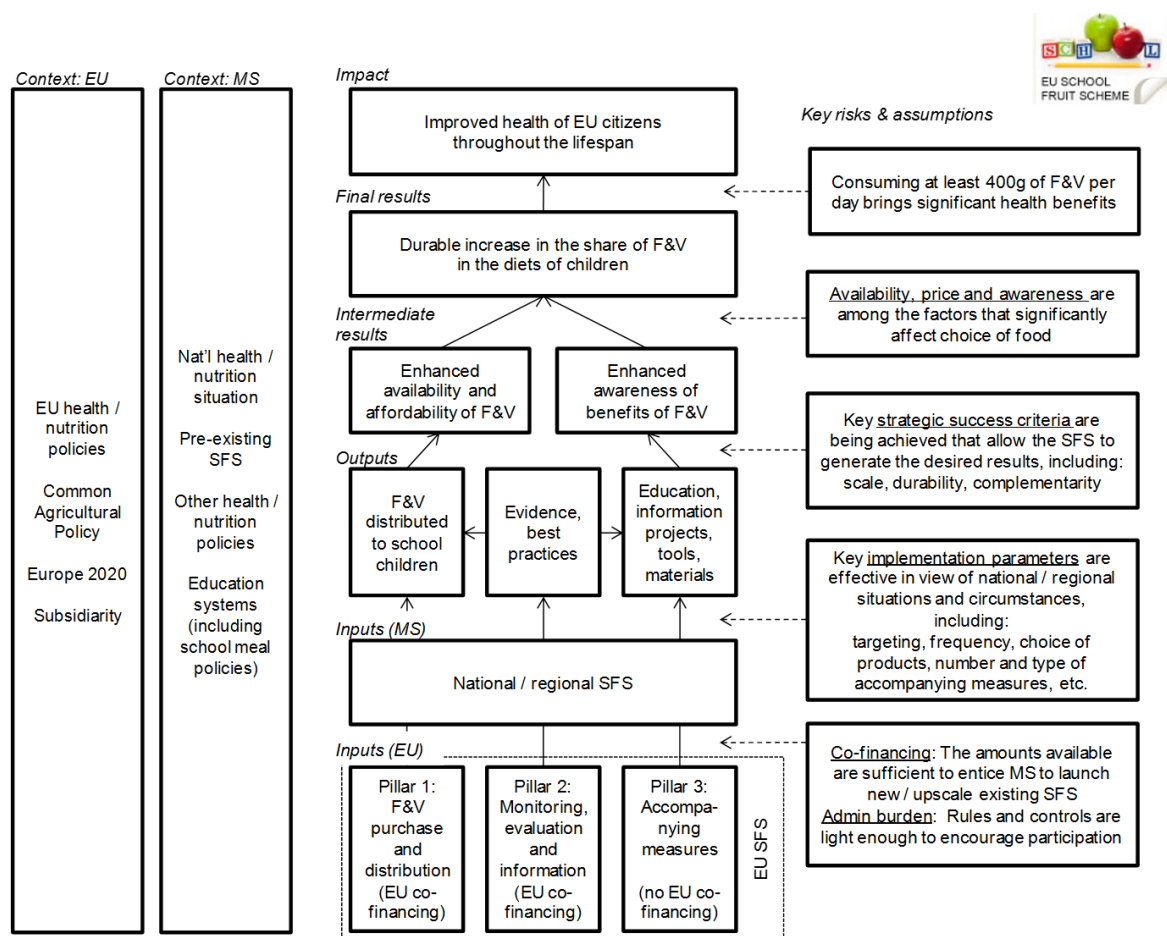 SCH L
EU SCHOOL
FRUIT SCHEME
Context: EU
EU health /
nutrition
policies
Common
Agricultural
Policy
Europe 2020
Subsidiarity
Context: MS
Nat'l health /
nutrition
situation
Pre-existing
SFS
Other health /
nutrition
policies
Education
systems
(including
school meal
policies)
Impact
Improved health of EU citizens
throughout the lifespan
Final results
Durable increase in the share of F&V
in the diets of children
Intermediate
results
Enhanced
availability and
affordability of F&V
Enhanced
awareness of
benefits of F&V
Outputs
F&V
distributed
to school
children
Evidence,
best
practices
Education,
information
projects,
tools,
materials
Inputs (MS)
National / regional SFS
Inputs (EU)
Pillar 1:
F&V
purchase
and
distribution
(EU co-
financing)
Pillar 2:
Monitoring,
evaluation
and
information
(EU co-
financing)
Pillar 3:
Accompa-
nying
measures
(no EU co-
financing)
EU SFS
Key risks & assumptions
Consuming at least 400g of F&V per
day brings significant health benefits
Availability, price and awareness are
among the factors that significantly
affect choice of food
Key strategic success criteria are
being achieved that allow the SFS to
generate the desired results, including:
scale, durability, complementarity
Key implementation parameters are
effective in view of national / regional
situations and circumstances,
including:
targeting, frequency, choice of
products, number and type of
accompanying measures, etc.
Co-financing: The amounts available
are sufficient to entice MS to launch
new / upscale existing SFS
Admin burden: Rules and controls are
light enough to encourage participation